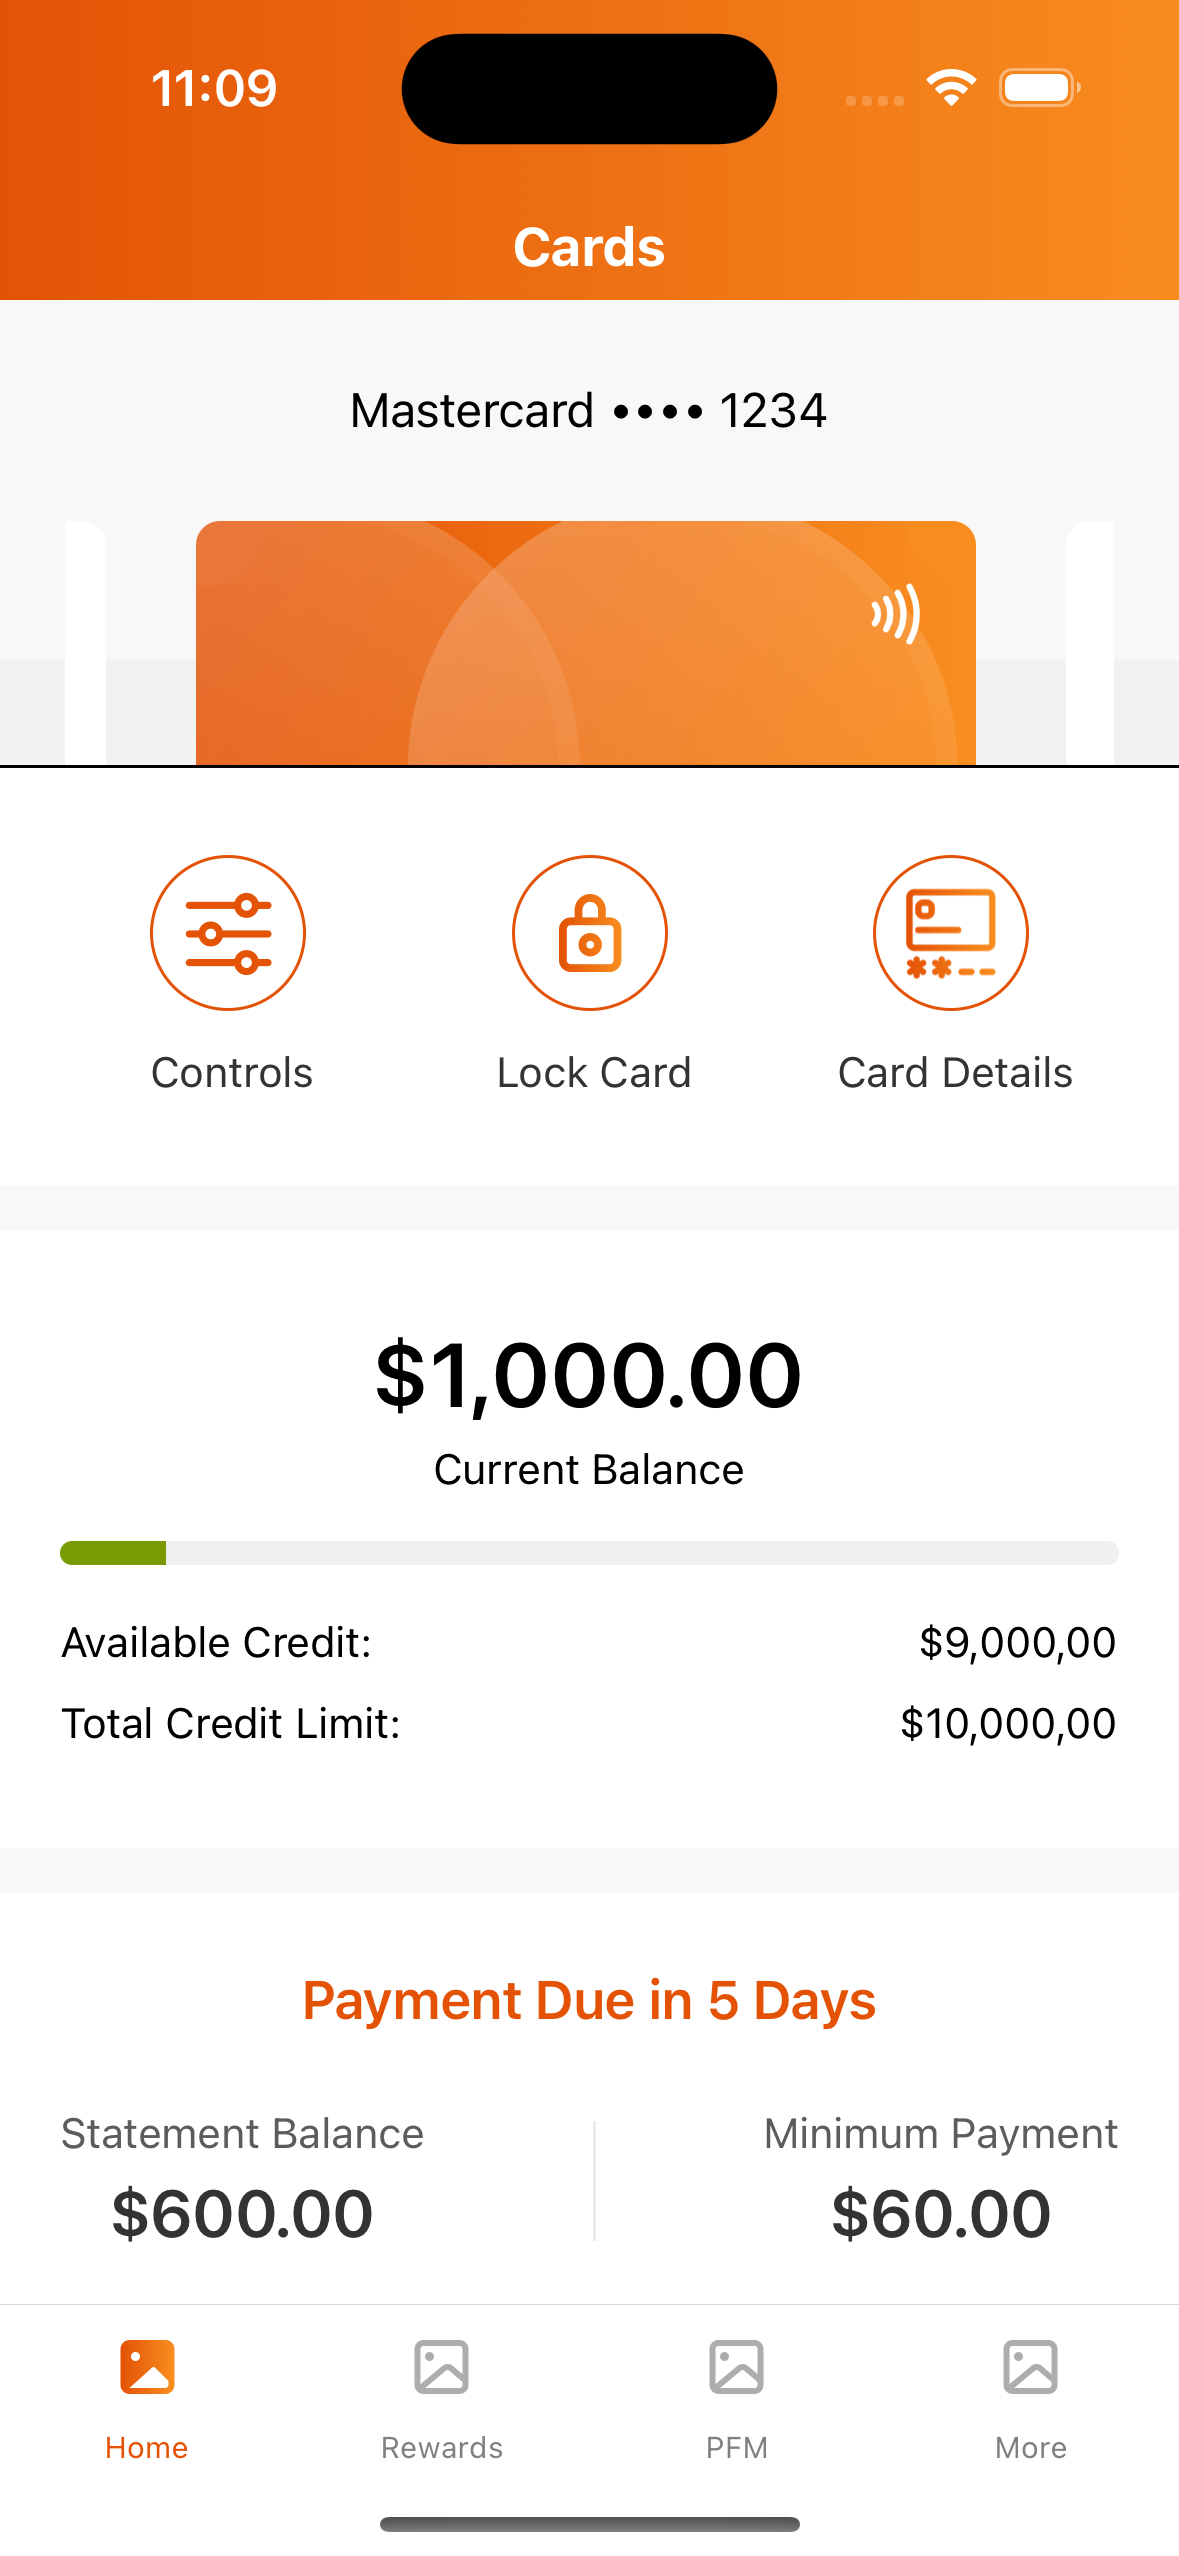 11:09
Cards
Mastercard •••• 1234
Controls
Lock Card
Card Details
$1,000.00
Current Balance
Available Credit: $9,000,00
Total Credit Limit: $10,000,00
Payment Due in 5 Days
Statement Balance
$600.00
Minimum Payment
$60.00
Home
Rewards
PFM
More